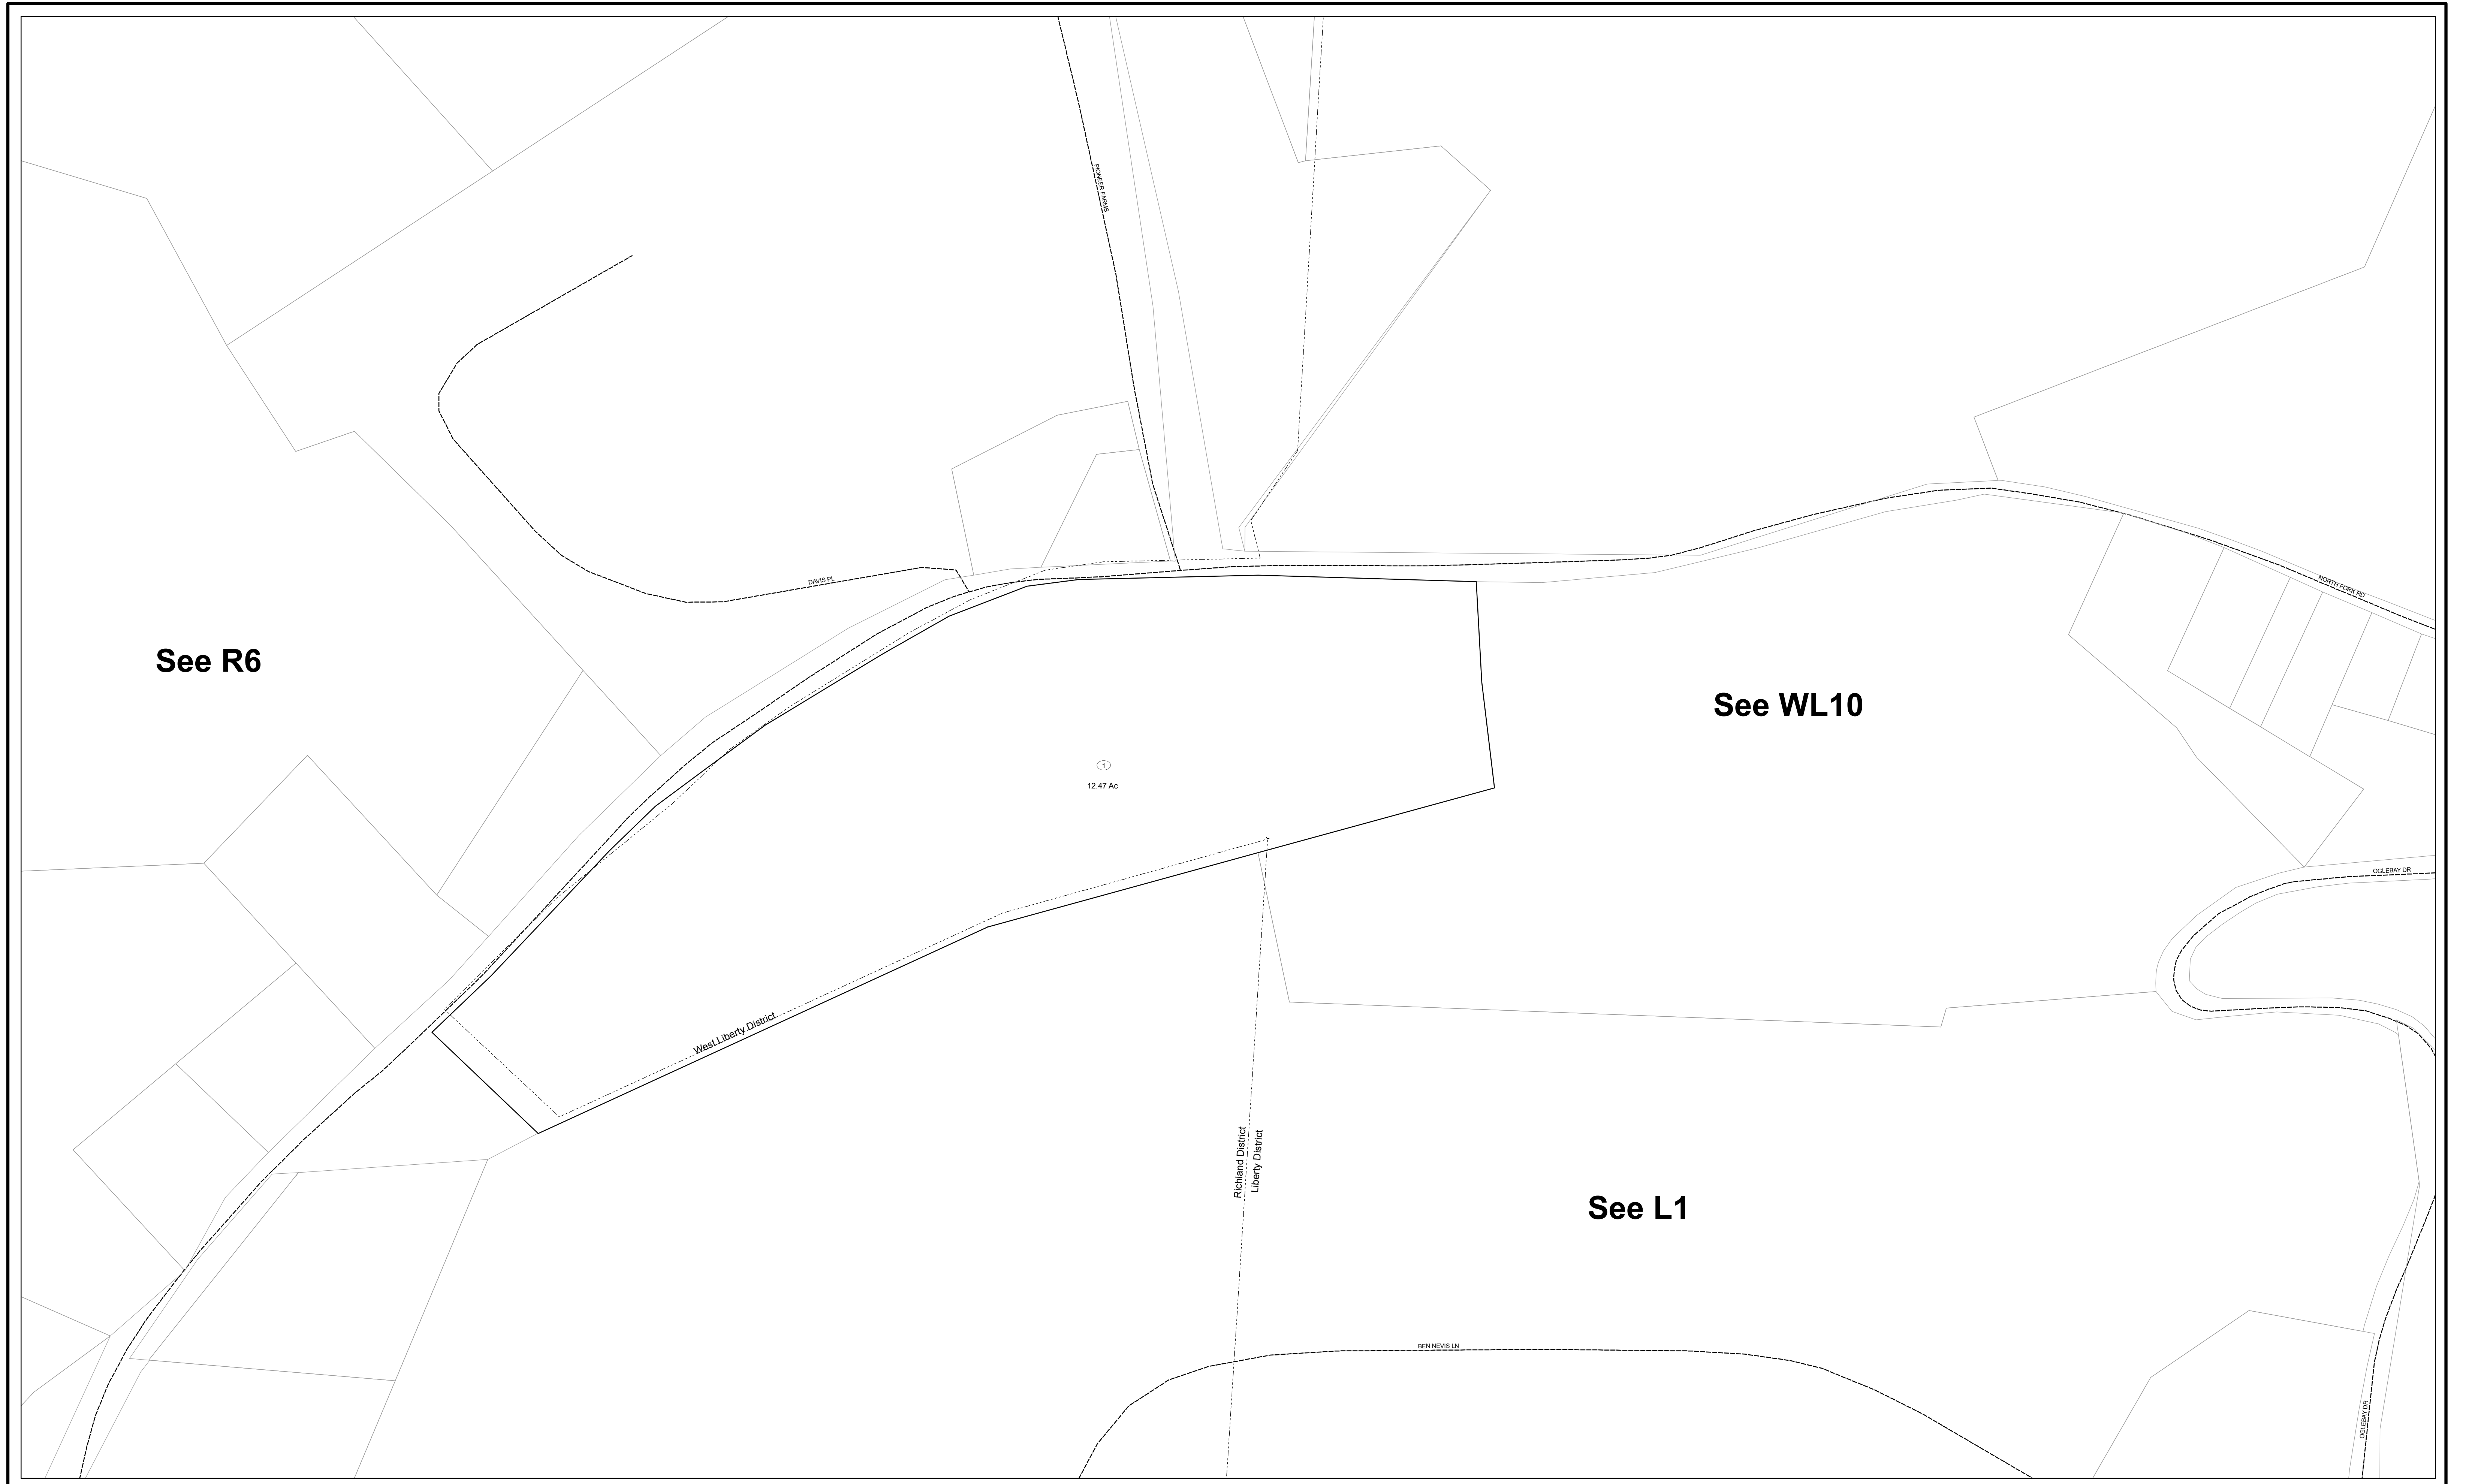 PIONEER FARMS
DAVIS PL
NORTH FORK RD
See R6
See WL10
1
12.47 Ac
OGLEBAY DR
West Liberty District
Richland District
Liberty District
See L1
BEN NEVIS LN
OGLEBAY DR